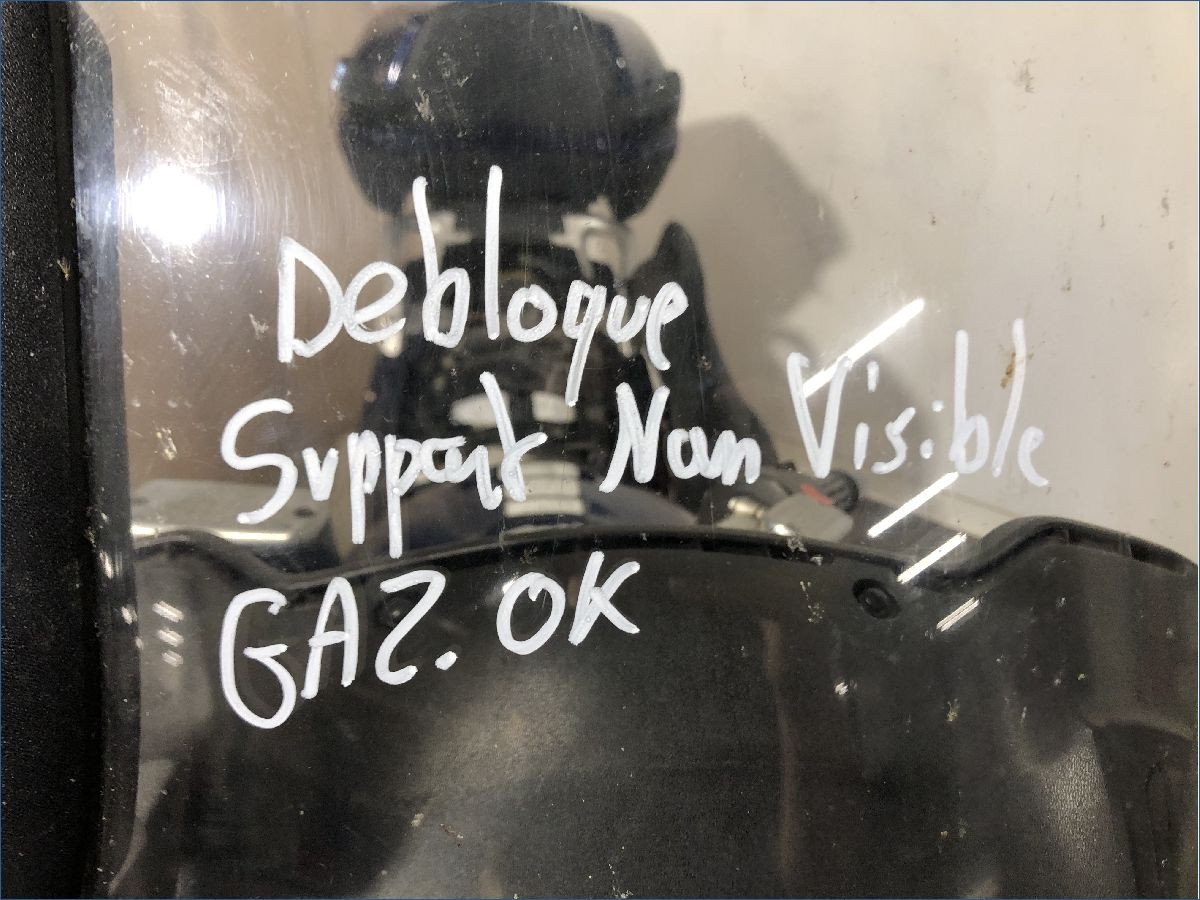 Debloque
Support Non Visible
GAZ. OK